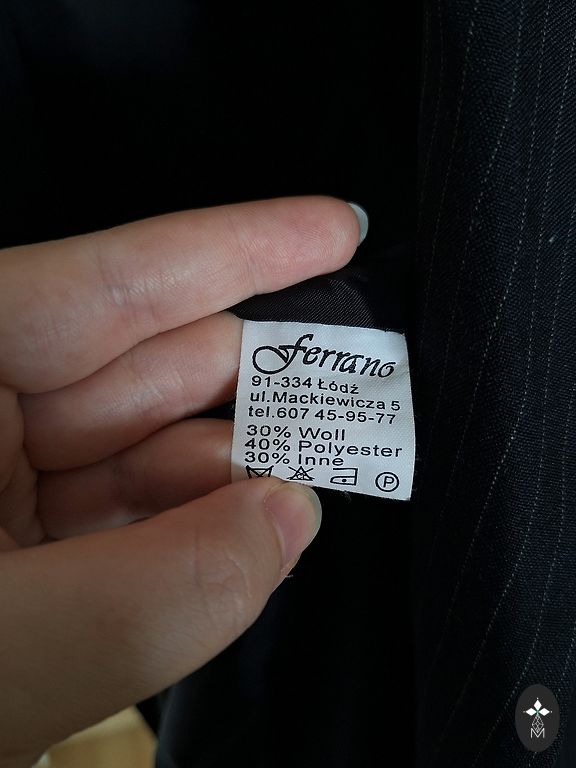 Ferrano
91-334 Łódź
ul.Mackiewicza 5
tel.607 45-95-77
30% Woll
40% Polyester
30% Inne
P
M